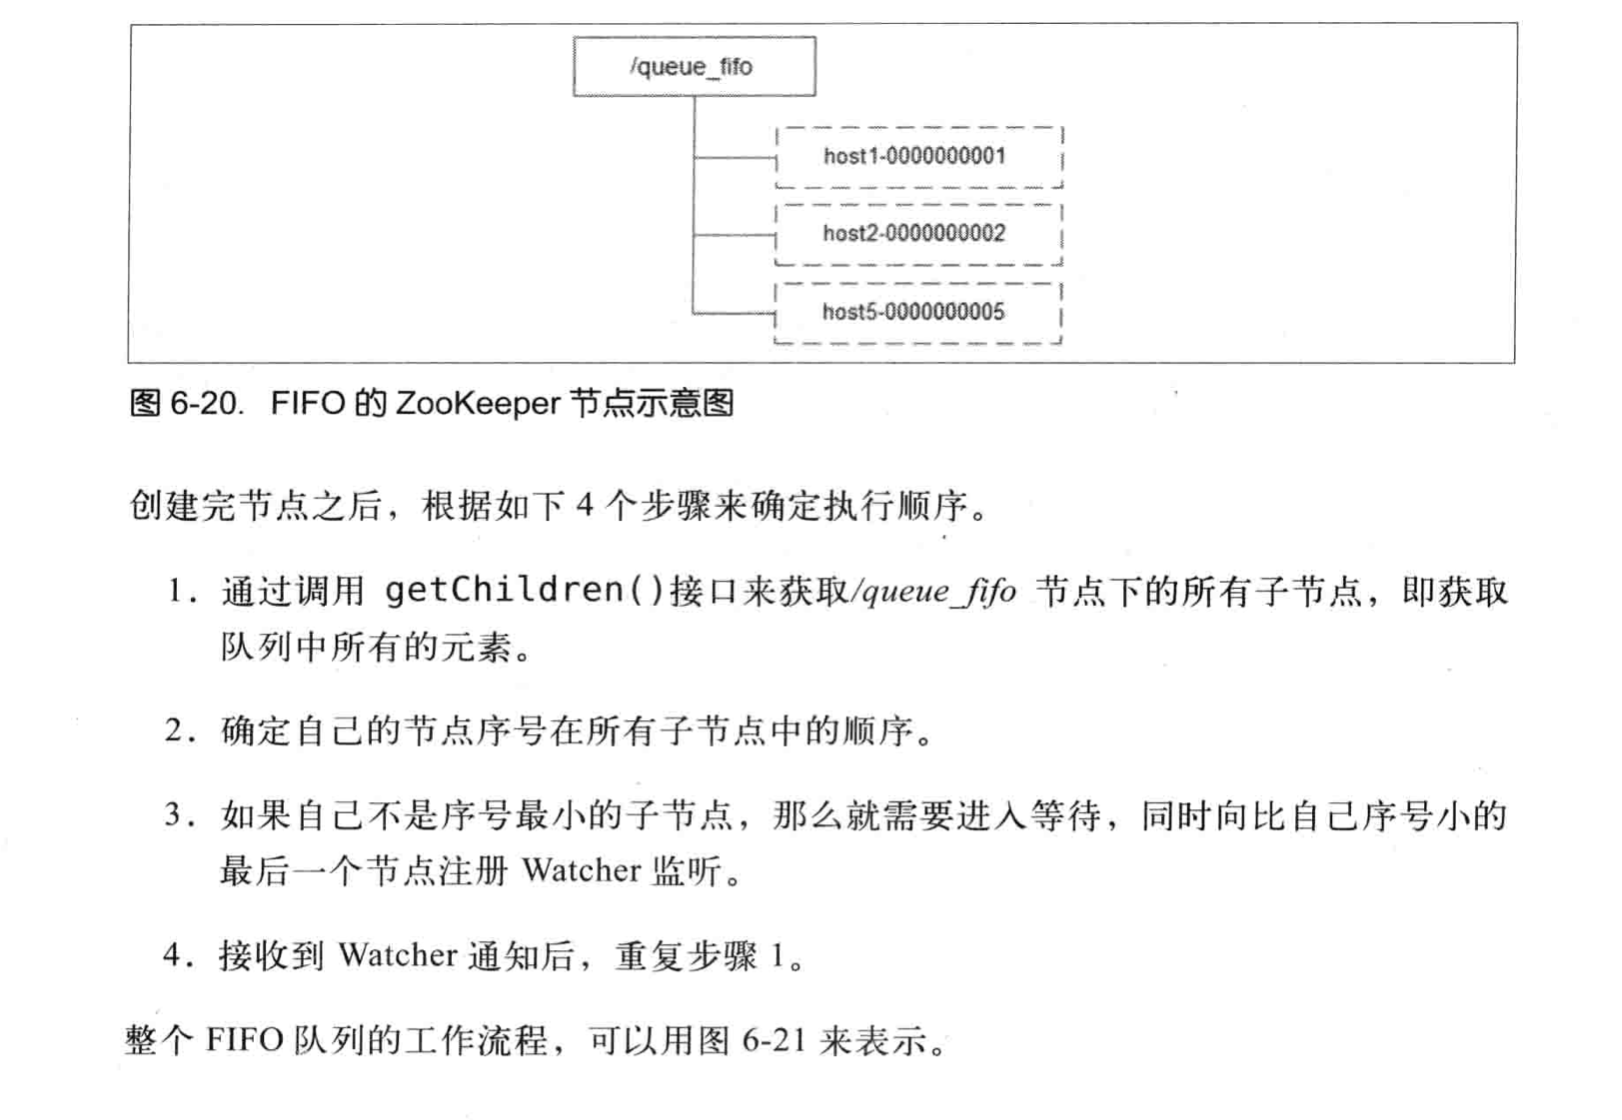 /queue_fifo
host1-0000000001
host2-0000000002
host5-0000000005
图 6-20. FIFO 的 ZooKeeper 节点示意图
创建完节点之后，根据如下 4 个步骤来确定执行顺序。
1. 通过调用 getChildren()接口来获取/queue_fifo 节点下的所有子节点，即获取
队列中所有的元素。
2. 确定自己的节点序号在所有子节点中的顺序。
3. 如果自己不是序号最小的子节点，那么就需要进入等待，同时向比自己序号小的
最后一个节点注册 Watcher 监听。
4. 接收到 Watcher 通知后，重复步骤 1。
整个 FIFO 队列的工作流程，可以用图 6-21 来表示。